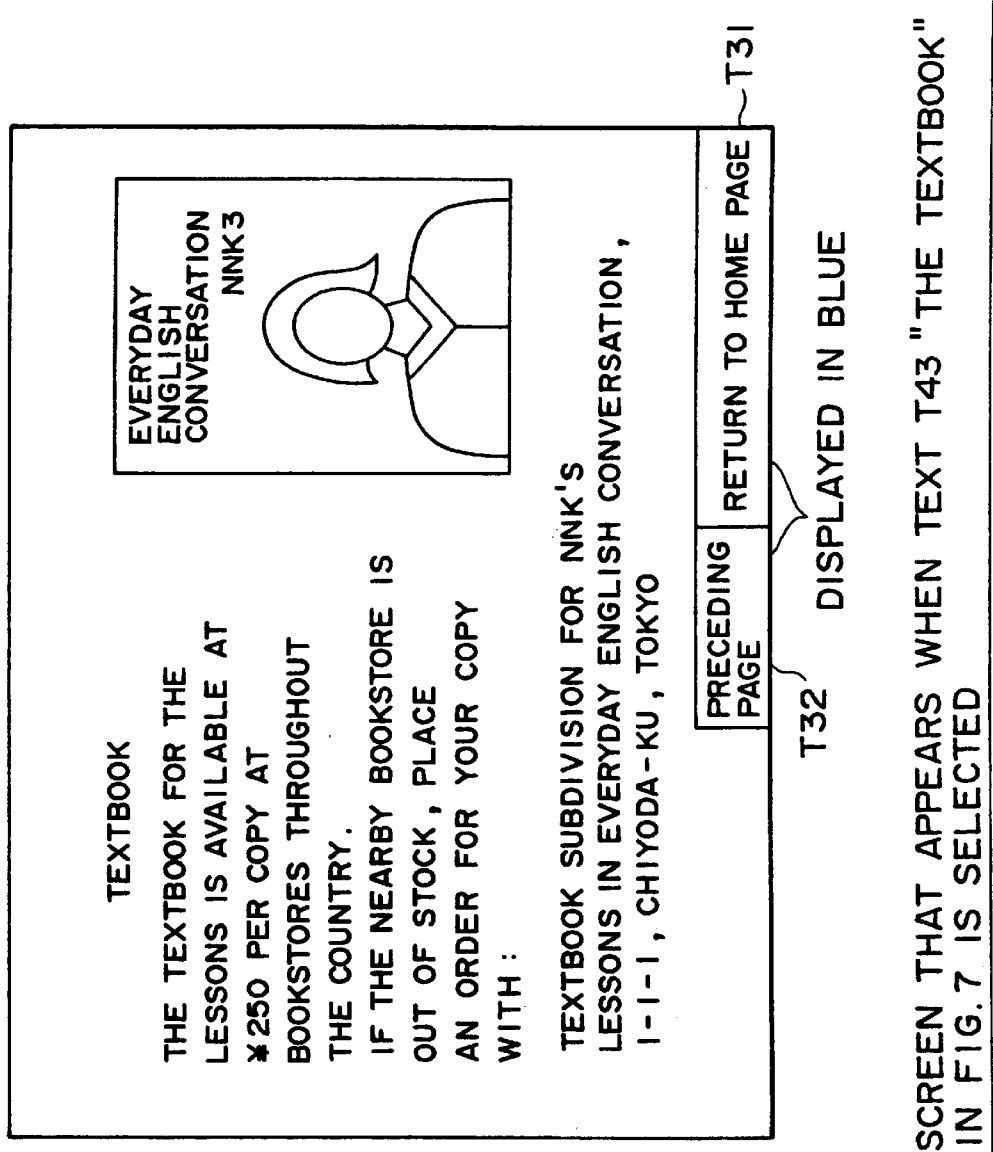 TEXTBOOK
THE TEXTBOOK FOR THE
LESSONS IS AVAILABLE AT
¥250 PER COPY AT
BOOKSTORES THROUGHOUT
THE COUNTRY.
IF THE NEARBY BOOKSTORE IS
OUT OF STOCK, PLACE
AN ORDER FOR YOUR COPY
WITH:
EVERYDAY
ENGLISH
CONVERSATION
NNK3
TEXTBOOK SUBDIVISION FOR NNK'S
LESSONS IN EVERYDAY ENGLISH CONVERSATION,
1-1-1, CHIYODA-KU, TOKYO
PRECEDING
PAGE
RETURN TO HOME PAGE
T31
T32
DISPLAYED IN BLUE
SCREEN THAT APPEARS WHEN TEXT T43 "THE TEXTBOOK"
IN FIG. 7 IS SELECTED